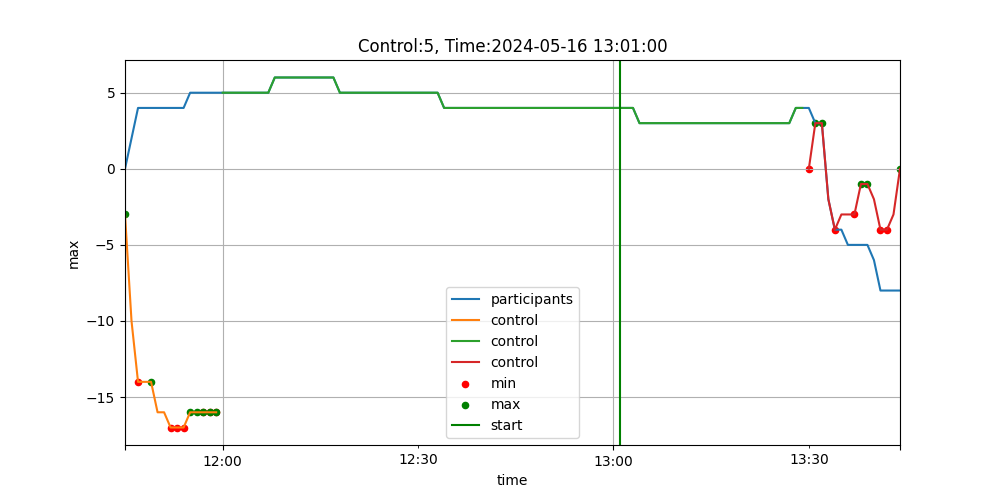 Control:5, Time:2024-05-16 13:01:00
max
5
0
−5
−10
−15
participants
control
control
control
min
max
start
12:00
12:30
13:00
13:30
time